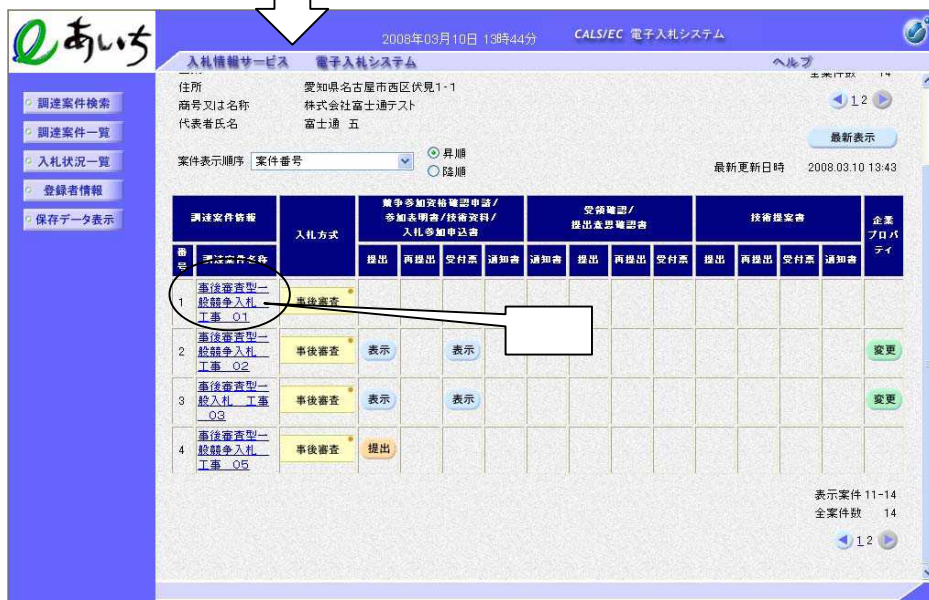 あいち
2008年03月10日 13時44分
CALS/EC 電子入札システム
入札情報サービス 電子入札システム ヘルプ
調達案件検索
調達案件一覧
入札状況一覧
登録者情報
保存データ表示
住所 愛知県名古屋市西区伏見1-1
商号又は名称 株式会社富士通テスト
代表者氏名 富士通 五
全案件数 14
1 2
最新表示
案件表示順序 案件番号 昇順
降順
最新更新日時 2008.03.10 13:43
調達案件情報 入札方式 競争参加資格確認申請/参加表明書/技術資料/入札参加申込書 受領確認/提出意思確認書 技術提案書 企業プロパティ
番号 調達案件名称 提出 再提出 受付票 通知書 通知書 提出 再提出 受付票 提出 再提出 受付票 通知書
1 事後審査型一般競争入札 工事 01 事後審査
2 事後審査型一般競争入札 工事 02 事後審査 表示 表示 変更
3 事後審査型一般入札 工事 03 事後審査 表示 表示 変更
4 事後審査型一般競争入札 工事 05 事後審査 提出
表示案件 11-14
全案件数 14
1 2